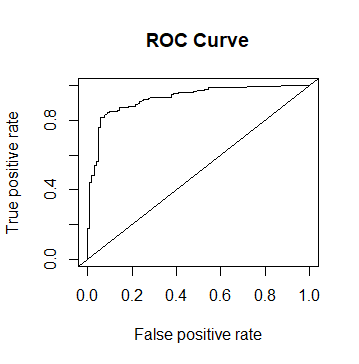 ROC Curve
True positive rate
0.8
0.4
0.0
0.0 0.2 0.4 0.6 0.8 1.0
False positive rate